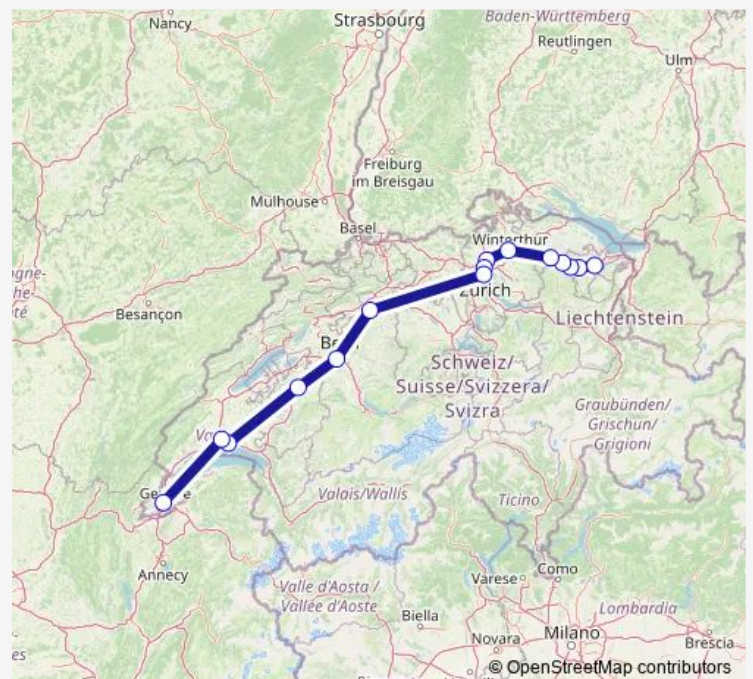 Nancy
Strasbourg
Baden-Württemberg
Reutlingen
Ulm
Freiburg
im Breisgau
Mulhouse
Basel
Winterthur
Zürich
Besançon
Liechtenstein
Schweiz/
Suisse/Svizzera/
Svizra
Graubünden/
Grischun/
Grigioni
Valais/Wallis
Ticino
Annecy
Valle d'Aosta /
Vallée d'Aoste
Varese
Como
Lombardia
Biella
Novara
Milano
Brescia
© OpenStreetMap contributors